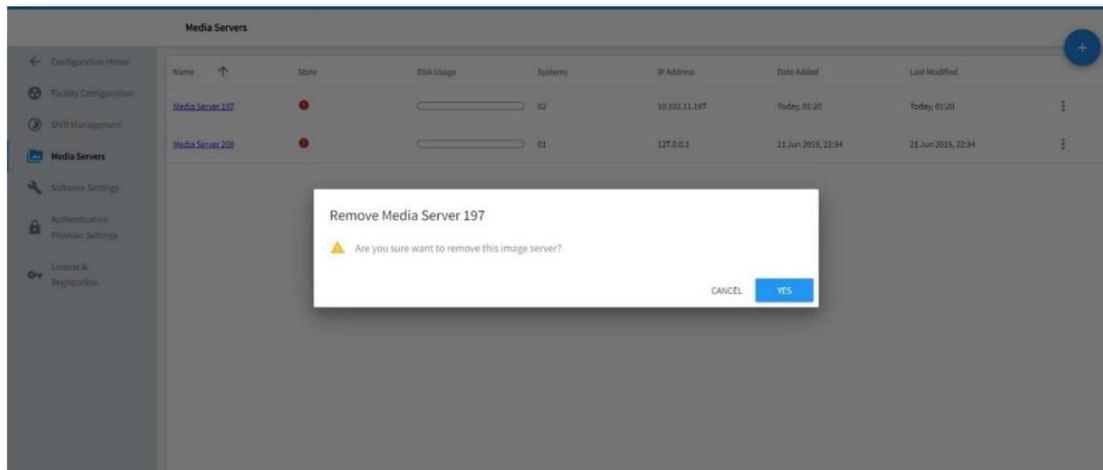 Media Servers
Configuration Home
Facility Configuration
Shift Management
Media Servers
Software Settings
Authentication
Provider Settings
License &
Registration
Name State Disk Usage Systems IP Address Date Added Last Modified
Media Server 197 02 10.102.11.197 Today, 01:20 Today, 01:20
Media Server 208 01 127.0.0.1 21 Jun 2019, 22:34 21 Jun 2019, 22:34
Remove Media Server 197
Are you sure want to remove this image server?
CANCEL YES